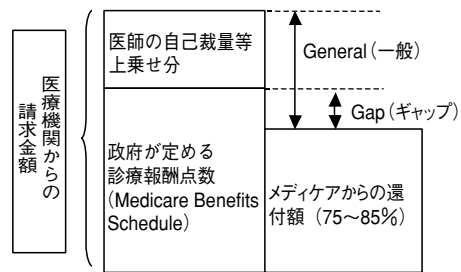 医療機関からの
請求金額
医師の自己裁量等
上乗せ分
政府が定める
診療報酬点数
(Medicare Benefits
Schedule)
General(一般)
Gap(ギャップ)
メディケアからの還
付額(75~85%)